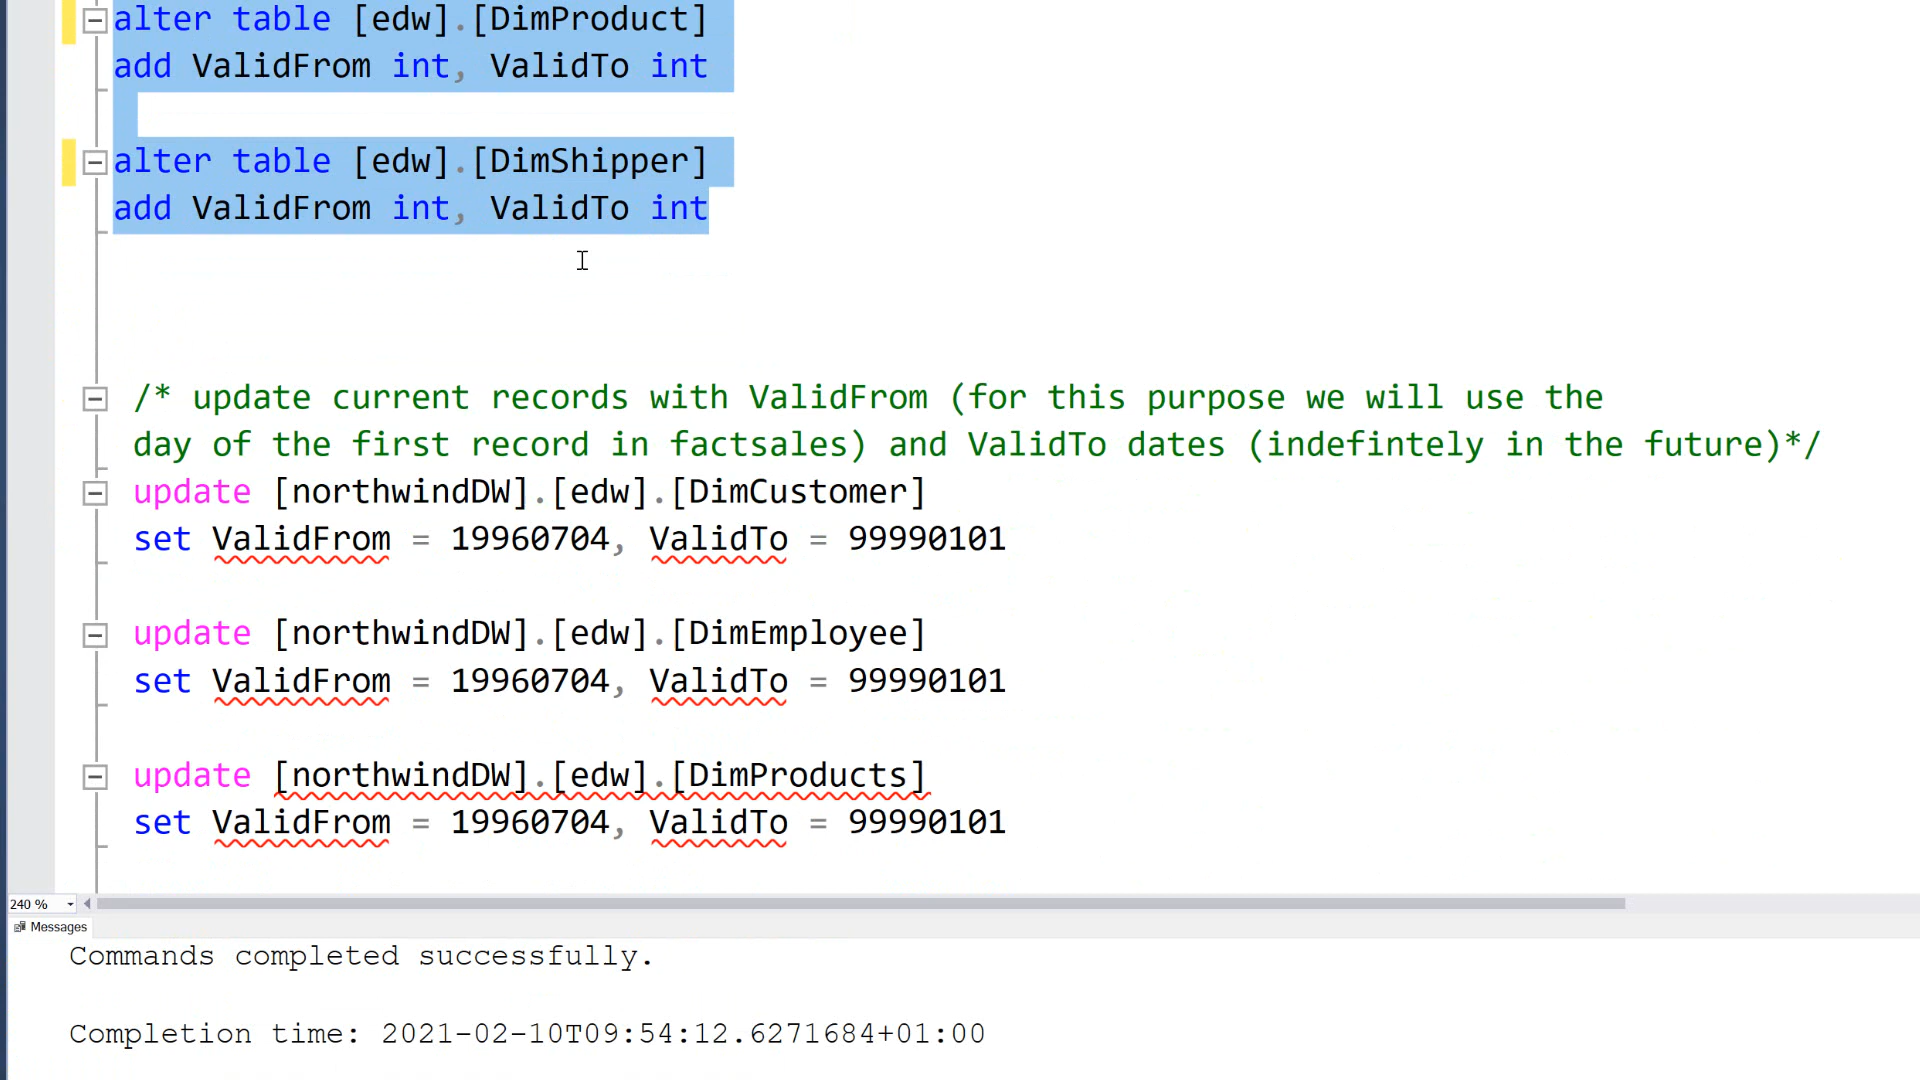 alter table [edw].[DimProduct]
add ValidFrom int, ValidTo int
alter table [edw].[DimShipper]
add ValidFrom int, ValidTo int
/* update current records with ValidFrom (for this purpose we will use the
day of the first record in factsales) and ValidTo dates (indefintely in the future)*/
update [northwindDW].[edw].[DimCustomer]
set ValidFrom = 19960704, ValidTo = 99990101
update [northwindDW].[edw].[DimEmployee]
set ValidFrom = 19960704, ValidTo = 99990101
update [northwindDW].[edw].[DimProducts]
set ValidFrom = 19960704, ValidTo = 99990101
240 %
Messages
Commands completed successfully.
Completion time: 2021-02-10T09:54:12.6271684+01:00